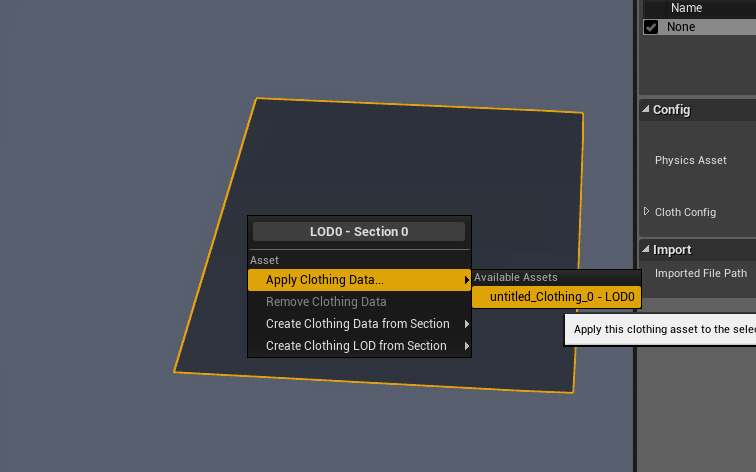 Name
None
Config
Physics Asset
Cloth Config
Import
Imported File Path
LOD0 - Section 0
Asset
Apply Clothing Data...
Remove Clothing Data
Create Clothing Data from Section
Create Clothing LOD from Section
Available Assets
untitled_Clothing_0 - LOD0
Apply this clothing asset to the selec